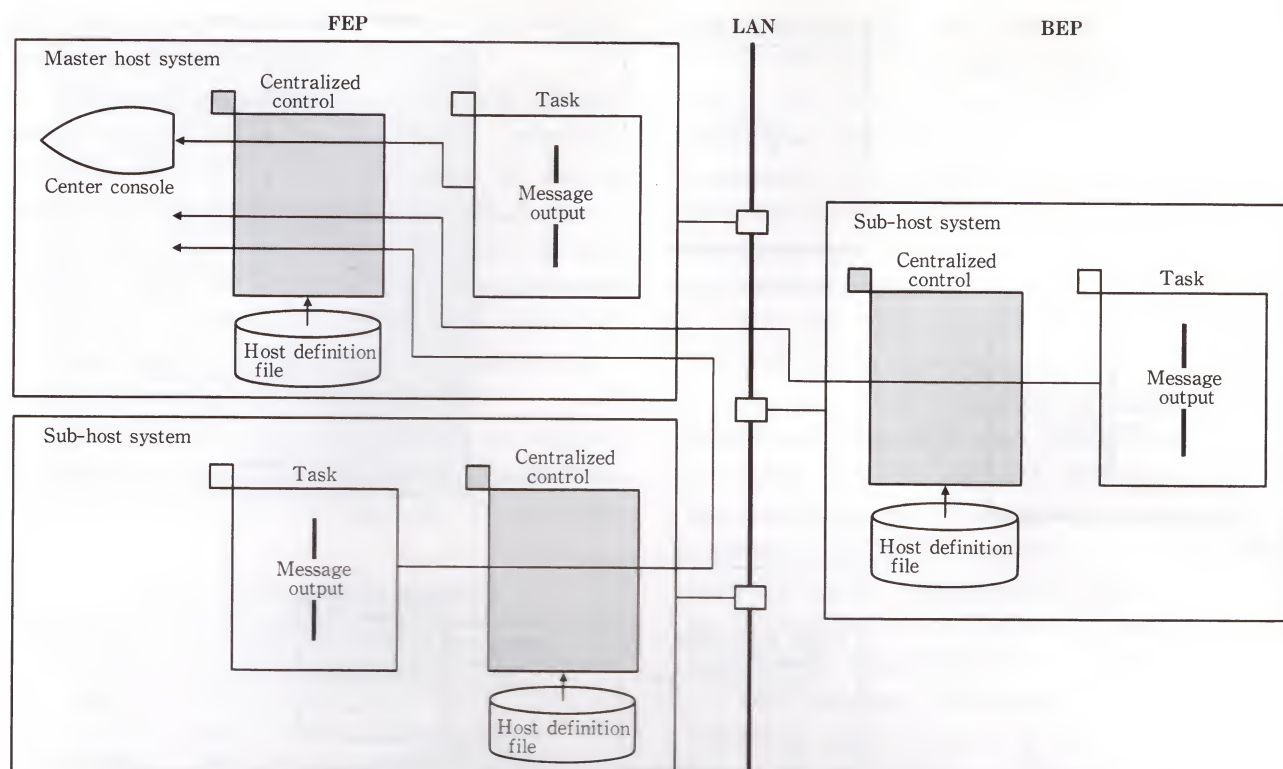 FEP
LAN
BEP
Master host system
Centralized
control
Task
Center console
Message
output
Host definition
file
Sub-host system
Centralized
control
Task
Message
output
Host definition
file
Sub-host system
Task
Centralized
control
Message
output
Host definition
file